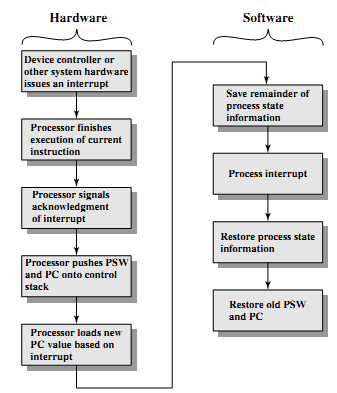 Hardware
Device controller or
other system hardware
issues an interrupt
Processor finishes
execution of current
instruction
Processor signals
acknowledgment
of interrupt
Processor pushes PSW
and PC onto control
stack
Processor loads new
PC value based on
interrupt
Software
Save remainder of
process state
information
Process interrupt
Restore process state
information
Restore old PSW
and PC